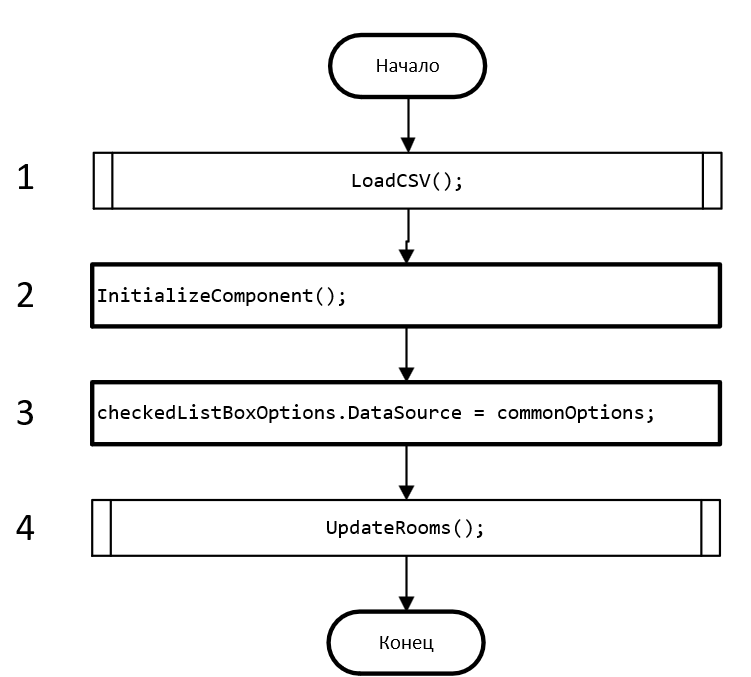 Начало
1
LoadCSV();
2
InitializeComponent();
3
checkedListBoxOptions.DataSource = commonOptions;
4
UpdateRooms();
Конец